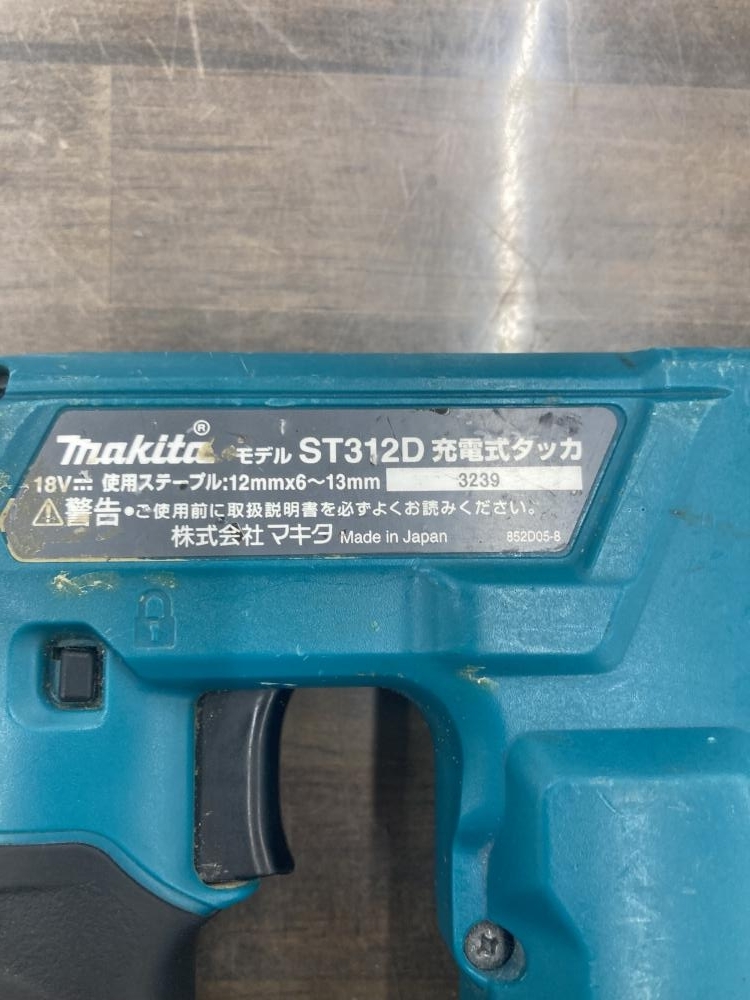 makita® モデル ST312D 充電式タッカ
18V⎓ 使用ステープル:12mmx6～13mm 3239
⚠警告●ご使用前に取扱説明書を必ずよくお読みください。
株式会社マキタ Made in Japan 852D05-8